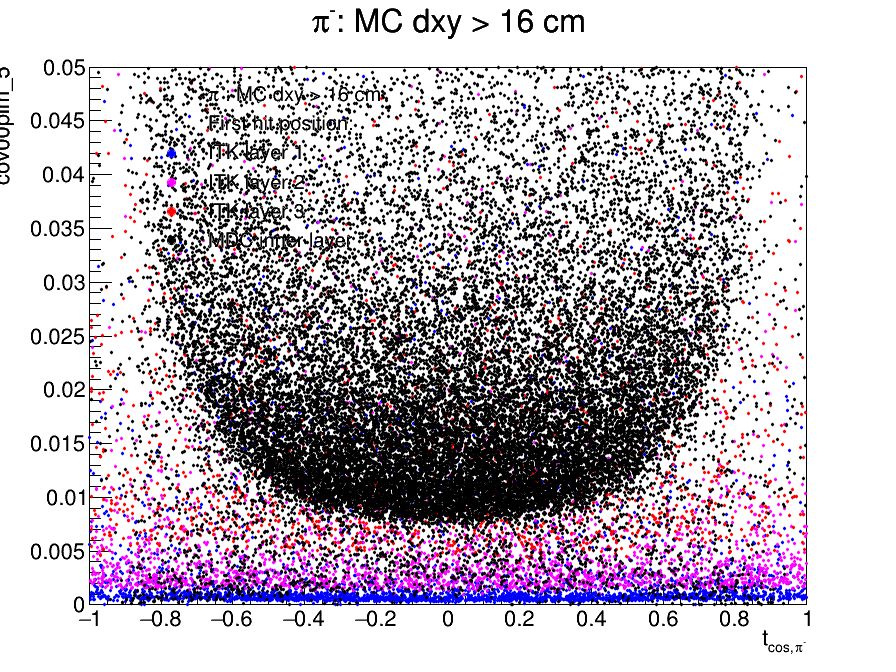 π⁻: MC dxy > 16 cm
0.05
0.045
0.04
0.035
0.03
0.025
0.02
0.015
0.01
0.005
0
π⁻: MC dxy > 16 cm
First hit position
ITK layer 1
ITK layer 2
ITK layer 3
MDC inner layer
−1 −0.8 −0.6 −0.4 −0.2 0 0.2 0.4 0.6 0.8 1
t_cos,π⁻